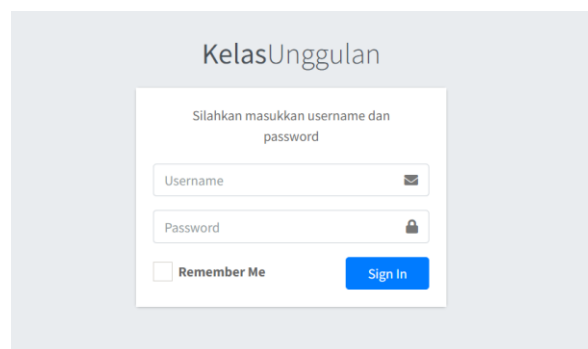 KelasUnggulan
Silahkan masukkan username dan
password
Username
Password
Remember Me
Sign In